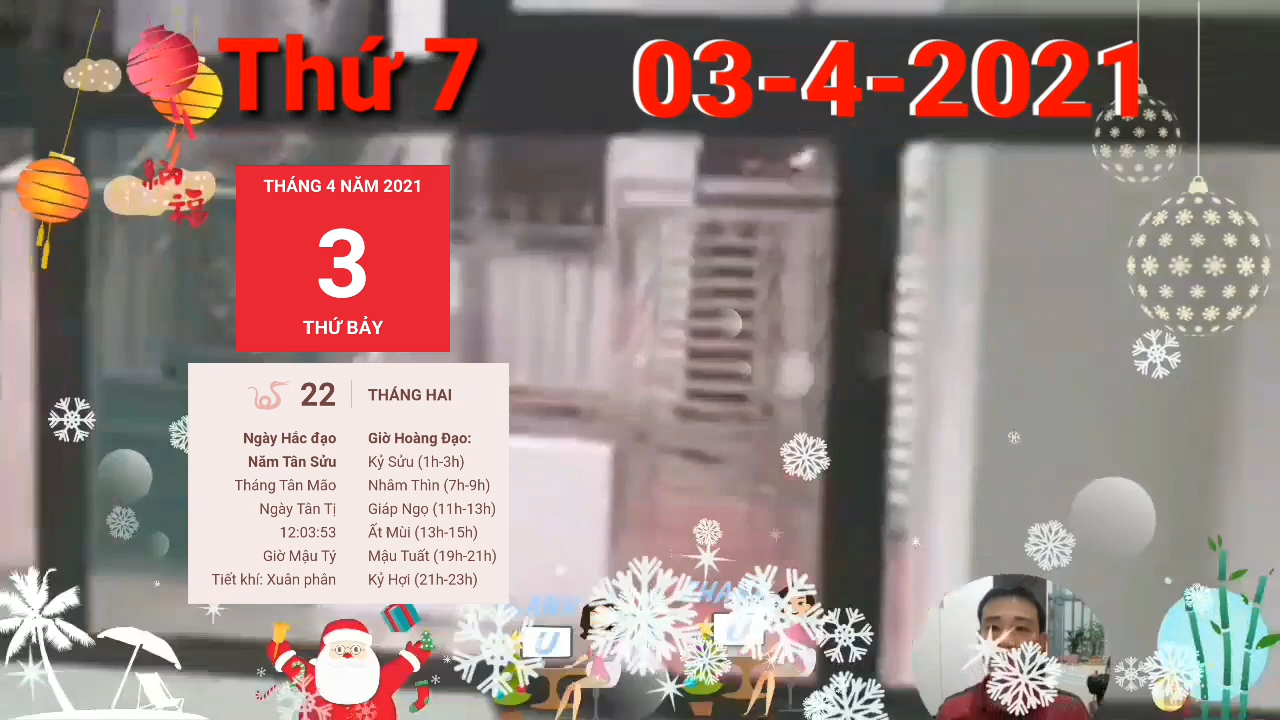 Thứ 7
03-4-2021
納
福
THÁNG 4 NĂM 2021
3
THỨ BẢY
22
THÁNG HAI
Ngày Hắc đạo
Năm Tân Sửu
Tháng Tân Mão
Ngày Tân Tị
12:03:53
Giờ Mậu Tý
Tiết khí: Xuân phân
Giờ Hoàng Đạo:
Kỷ Sửu (1h-3h)
Nhâm Thìn (7h-9h)
Giáp Ngọ (11h-13h)
Ất Mùi (13h-15h)
Mậu Tuất (19h-21h)
Kỷ Hợi (21h-23h)
U
U